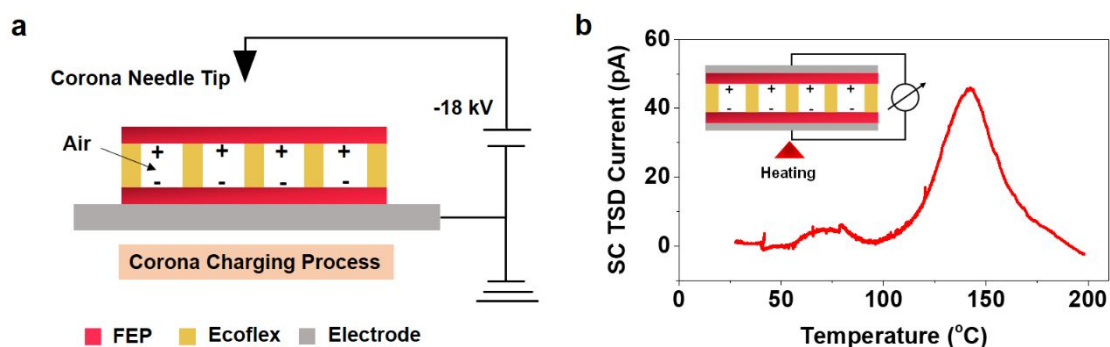 a
Corona Needle Tip
-18 kV
Air
+ + + +
- - - -
Corona Charging Process
FEP Ecoflex Electrode
b
SC TSD Current (pA)
60
40
20
0
+ + + +
- - - -
Heating
0 50 100 150 200
Temperature (°C)